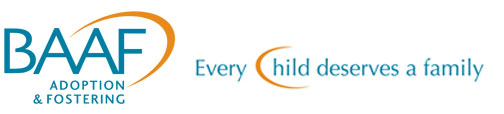 BAAF
ADOPTION
& FOSTERING
Every Child deserves a family